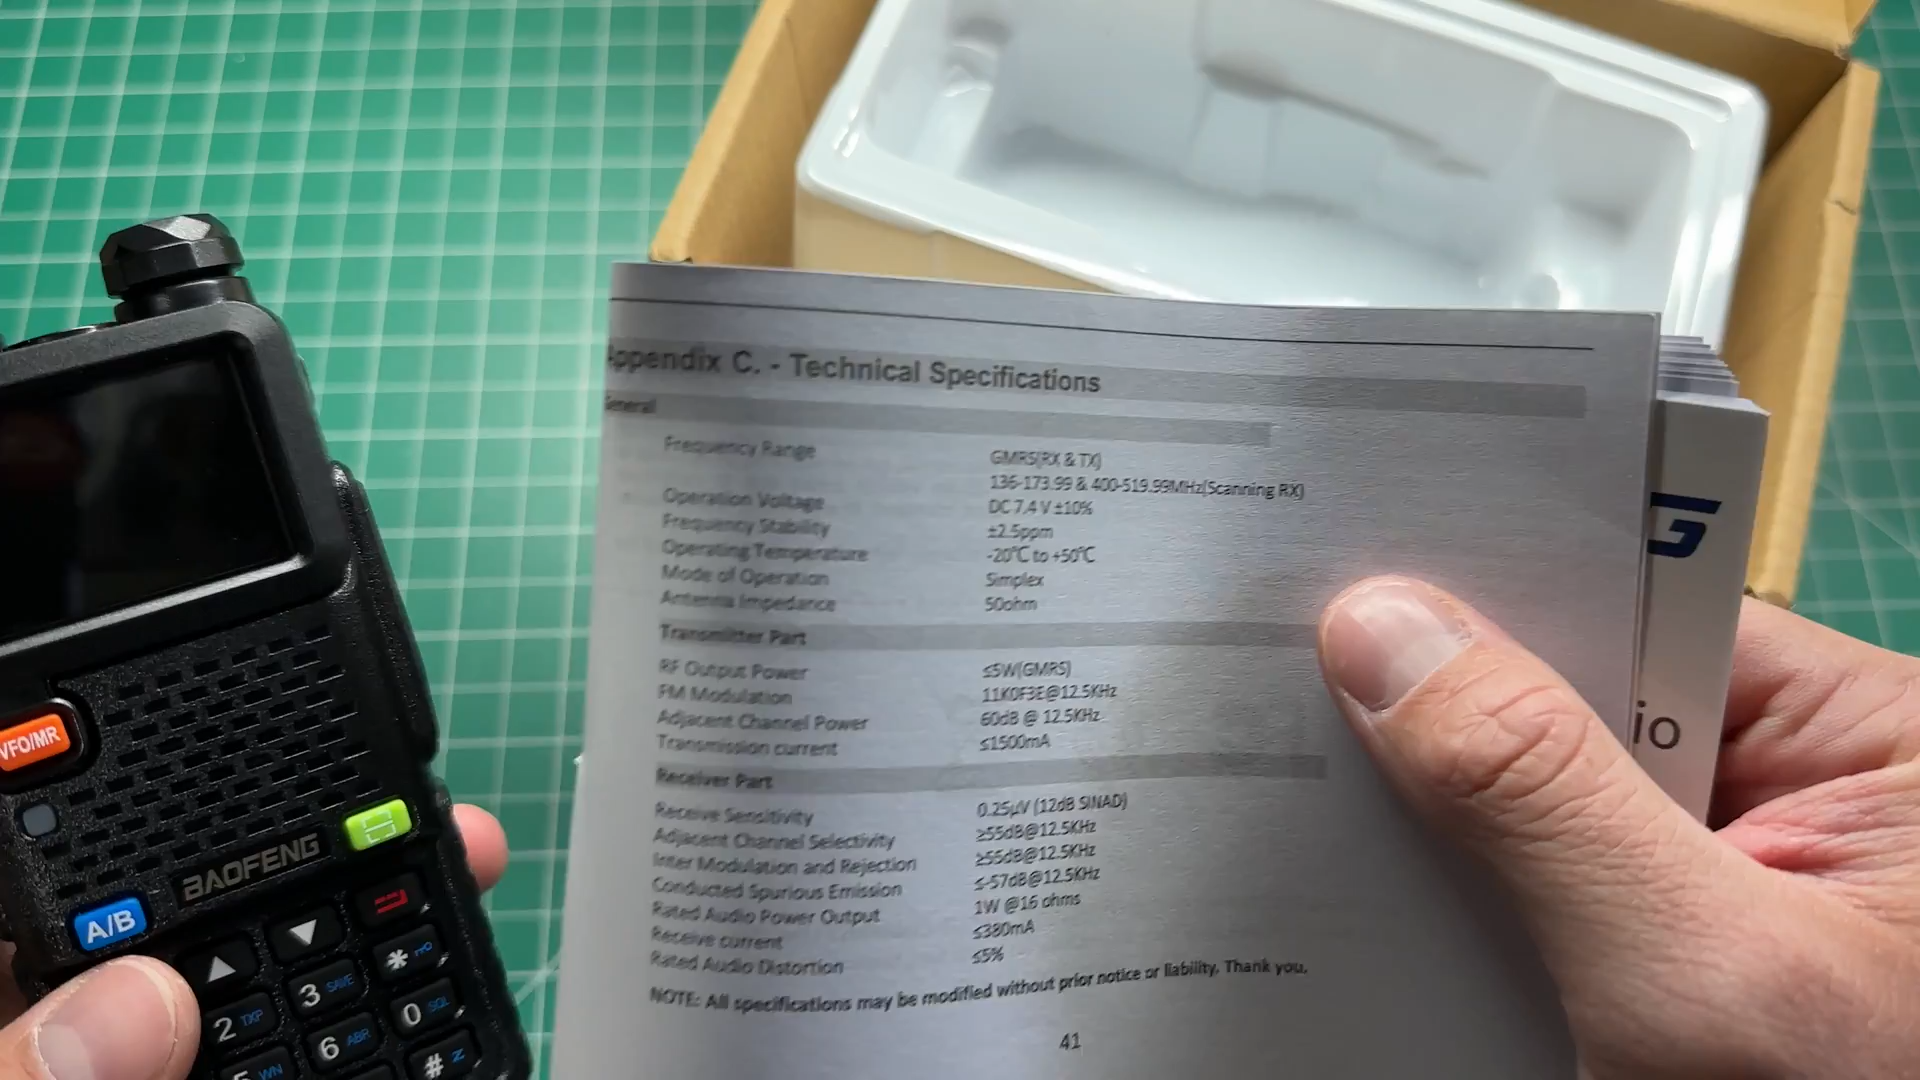 Appendix C. - Technical Specifications
General
Frequency Range GMRS(RX & TX)
136-173.99 & 400-519.99MHz(Scanning RX)
Operation Voltage DC 7.4 V ±10%
Frequency Stability ±2.5ppm
Operating Temperature -20℃ to +50℃
Mode of Operation Simplex
Antenna Impedance 50ohm
Transmitter Part
RF Output Power ≤5W(GMRS)
FM Modulation 11K0F3E@12.5KHz
Adjacent Channel Power 60dB @ 12.5KHz
Transmission current ≤1500mA
Receiver Part
Receive Sensitivity 0.25μV (12dB SINAD)
Adjacent Channel Selectivity ≥55dB@12.5KHz
Inter Modulation and Rejection ≥55dB@12.5KHz
Conducted Spurious Emission ≤-57dB@12.5KHz
Rated Audio Power Output 1W @16 ohms
Receive current ≤380mA
Rated Audio Distortion ≤5%
NOTE: All specifications may be modified without prior notice or liability. Thank you.
41
G
io
VFO/MR
BAOFENG
A/B
▲ ▼
2 TXP 3 SAVE *
5 WN 6 ABR 0 SQL
#